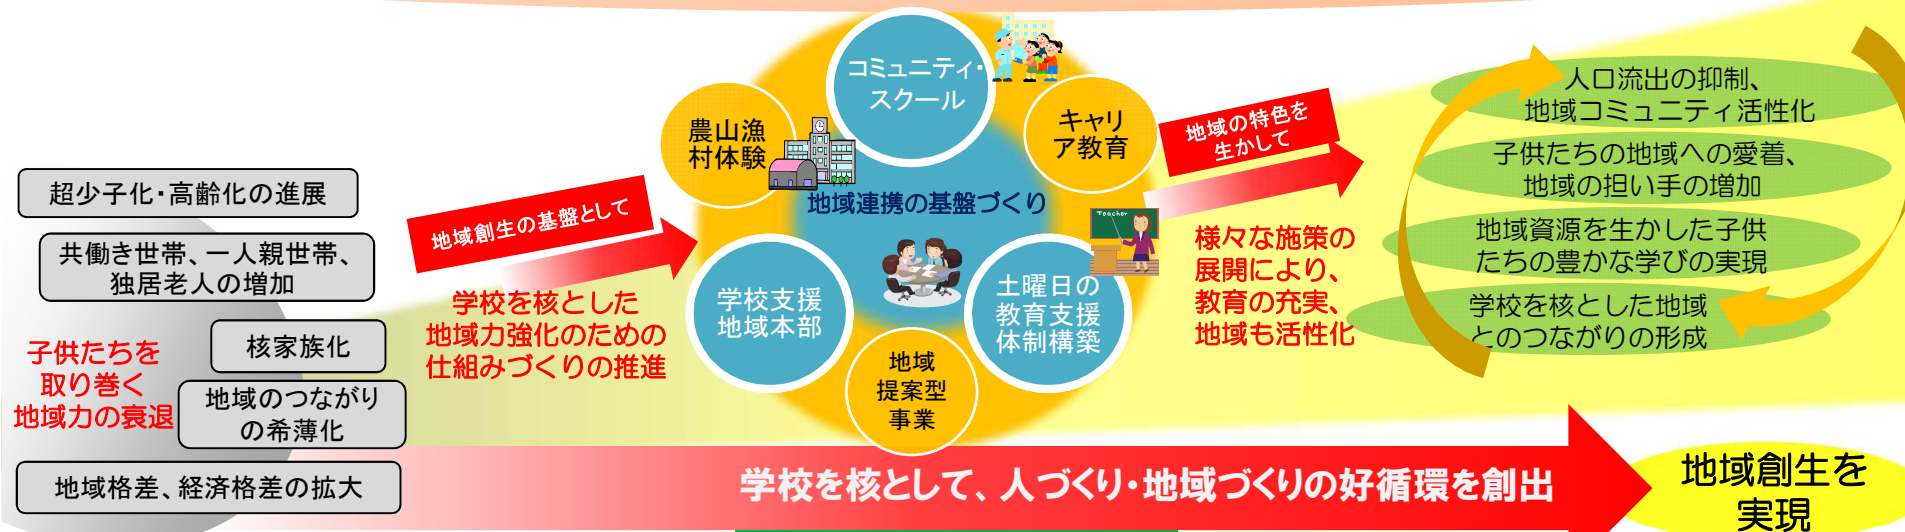 超少子化・高齢化の進展
共働き世帯、一人親世帯、
独居老人の増加
核家族化
子供たちを
取り巻く
地域力の衰退
地域のつながり
の希薄化
地域格差、経済格差の拡大
地域創生の基盤として
学校を核とした
地域力強化のための
仕組みづくりの推進
コミュニティ・
スクール
農山漁
村体験
キャリ
ア教育
地域連携の基盤づくり
学校支援
地域本部
Teacher
土曜日の
教育支援
体制構築
地域
提案型
事業
地域の特色を
生かして
様々な施策の
展開により、
教育の充実、
地域も活性化
人口流出の抑制、
地域コミュニティ活性化
子供たちの地域への愛着、
地域の担い手の増加
地域資源を生かした子供
たちの豊かな学びの実現
学校を核とした地域
とのつながりの形成
学校を核として、人づくり・地域づくりの好循環を創出
地域創生を
実現